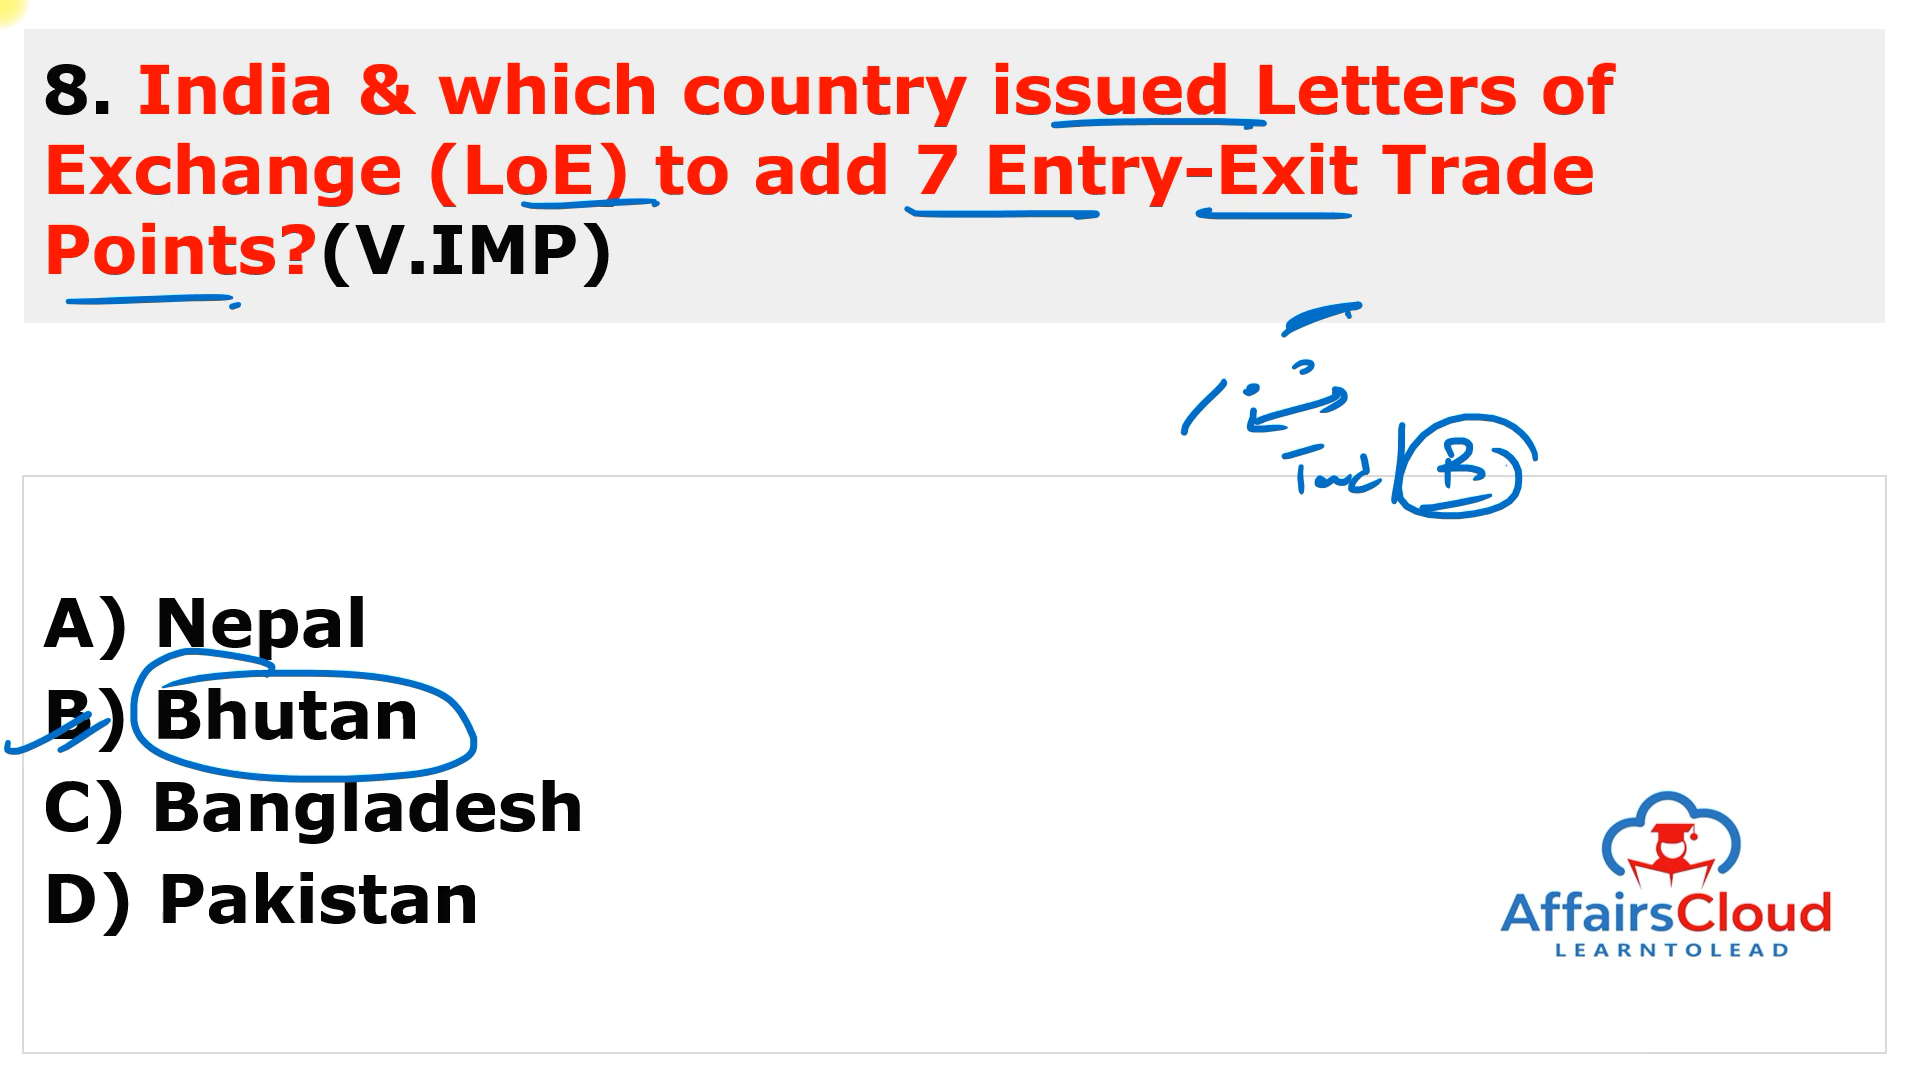 8. India & which country issued Letters of
Exchange (LoE) to add 7 Entry-Exit Trade
Points?(V.IMP)
R
A) Nepal
B) Bhutan
C) Bangladesh
D) Pakistan
AffairsCloud
LEARNTOLEAD